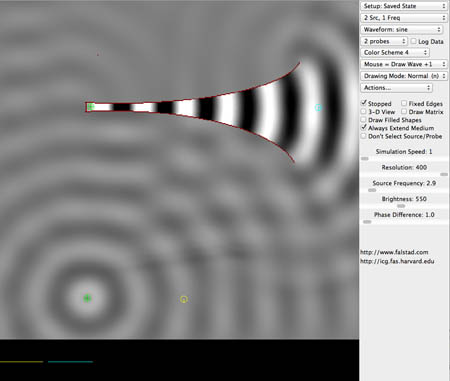 Setup: Saved State
2 Src, 1 Freq
Waveform: sine
2 probes
Log Data
Color Scheme 4
Mouse = Draw Wave +1
Drawing Mode: Normal (n)
Actions...
Stopped
Fixed Edges
3-D View
Draw Matrix
Draw Filled Shapes
Always Extend Medium
Don't Select Source/Probe
Simulation Speed: 1
Resolution: 400
Source Frequency: 2.9
Brightness: 550
Phase Difference: 1.0
http://www.falstad.com
http://icg.fas.harvard.edu